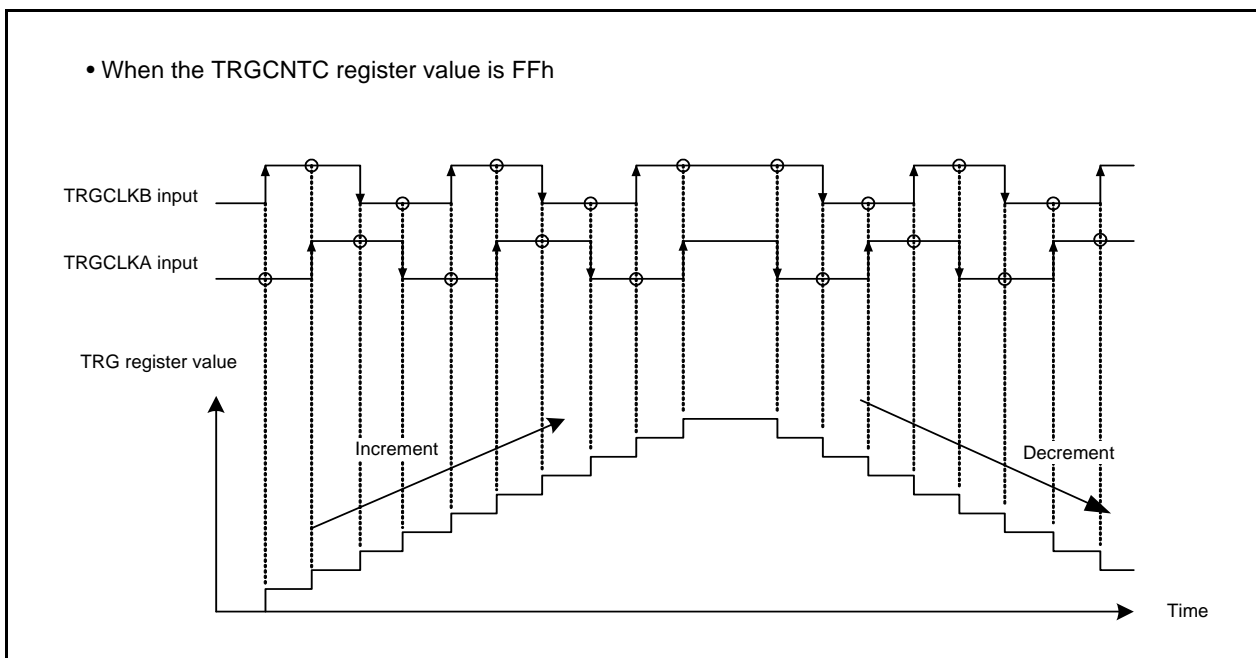 • When the TRGCNTC register value is FFh
TRGCLKB input
TRGCLKA input
TRG register value
Increment
Decrement
Time